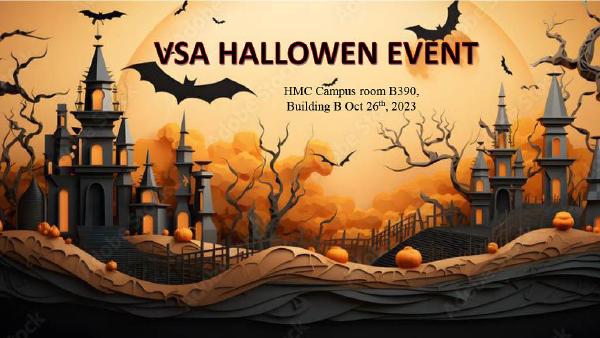 VSA HALLOWEN EVENT
HMC Campus room B390,
Building B Oct 26th, 2023